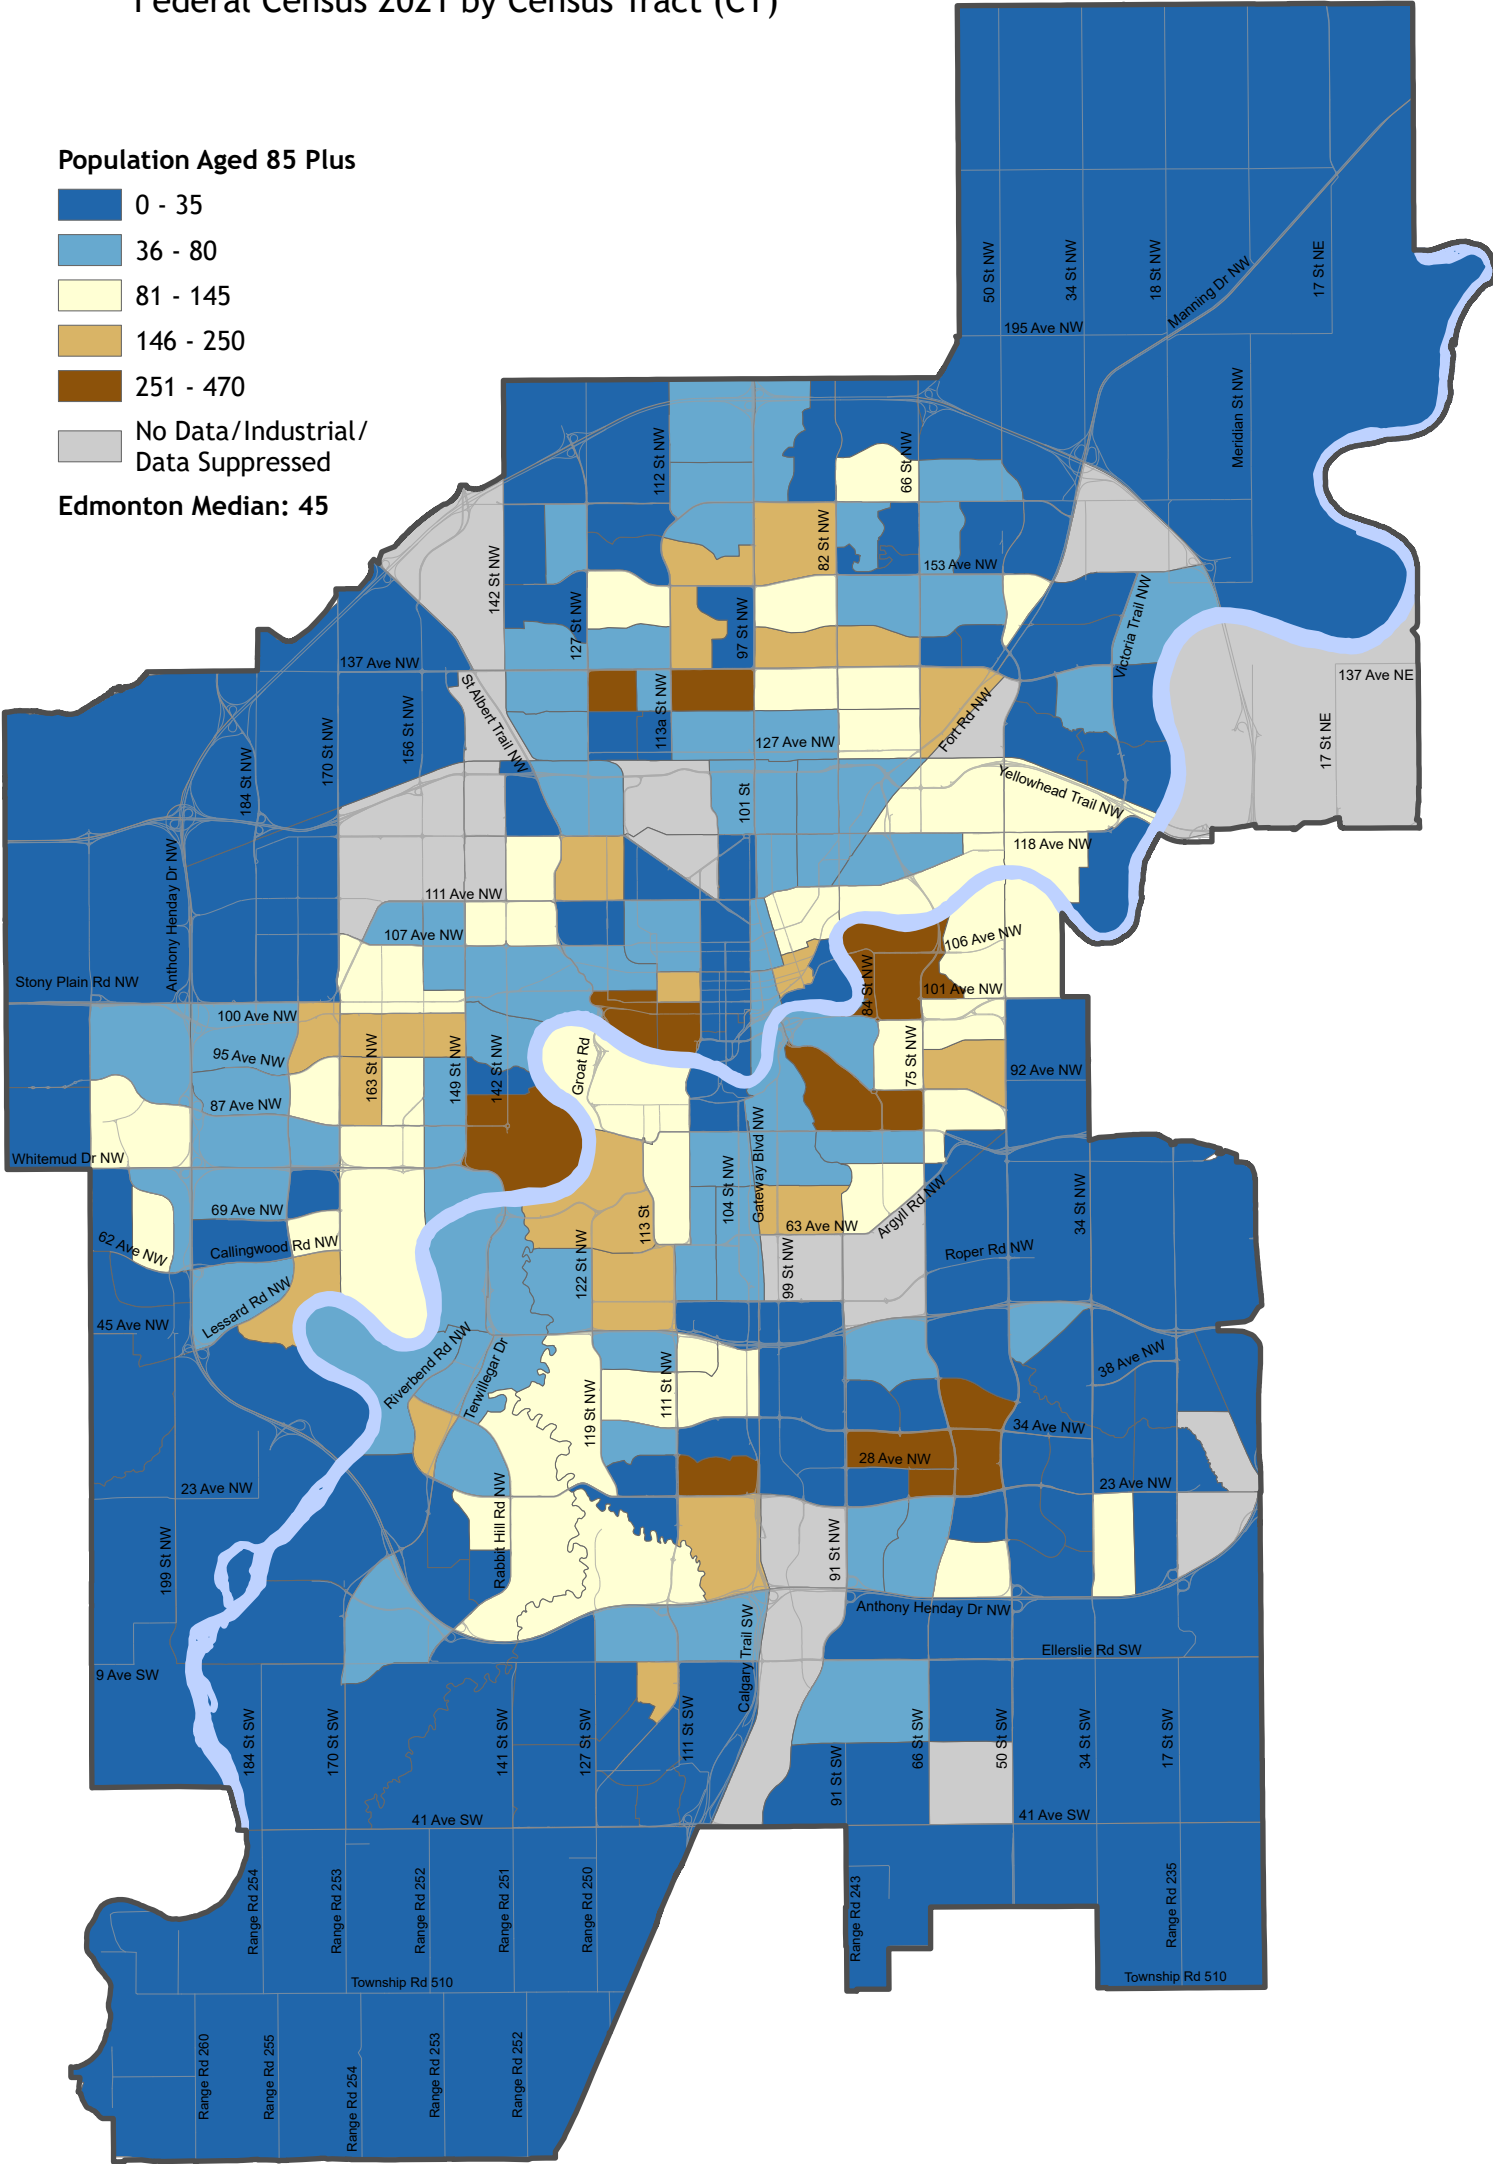 Federal Census 2021 by Census Tract (CT)
Population Aged 85 Plus
0 - 35
36 - 80
81 - 145
146 - 250
251 - 470
No Data/Industrial/
Data Suppressed
Edmonton Median: 45
50 St NW
34 St NW
18 St NW
Manning Dr NW
17 St NE
195 Ave NW
Meridian St NW
112 St NW
66 St NW
142 St NW
82 St NW
153 Ave NW
127 St NW
97 St NW
Victoria Trail NW
137 Ave NW
137 Ave NE
St Albert Trail NW
113a St NW
Fort Rd NW
156 St NW
170 St NW
184 St NW
127 Ave NW
17 St NE
Yellowhead Trail NW
101 St
118 Ave NW
Anthony Henday Dr NW
111 Ave NW
107 Ave NW
106 Ave NW
Stony Plain Rd NW
84 St NW
101 Ave NW
100 Ave NW
95 Ave NW
163 St NW
149 St NW
142 St NW
Groat Rd
75 St NW
92 Ave NW
87 Ave NW
Whitemud Dr NW
104 St NW
Gateway Blvd NW
69 Ave NW
113 St
63 Ave NW
Argyll Rd NW
34 St NW
62 Ave NW
Callingwood Rd NW
122 St NW
99 St NW
Roper Rd NW
Lessard Rd NW
45 Ave NW
Riverbend Rd NW
Terwillegar Dr
119 St NW
111 St NW
38 Ave NW
34 Ave NW
28 Ave NW
23 Ave NW
23 Ave NW
Rabbit Hill Rd NW
199 St NW
91 St NW
Anthony Henday Dr NW
Calgary Trail SW
Ellerslie Rd SW
9 Ave SW
184 St SW
170 St SW
141 St SW
127 St SW
111 St SW
91 St SW
66 St SW
50 St SW
34 St SW
17 St SW
41 Ave SW
41 Ave SW
Range Rd 254
Range Rd 253
Range Rd 252
Range Rd 251
Range Rd 250
Range Rd 243
Range Rd 235
Township Rd 510
Township Rd 510
Range Rd 260
Range Rd 255
Range Rd 254
Range Rd 253
Range Rd 252